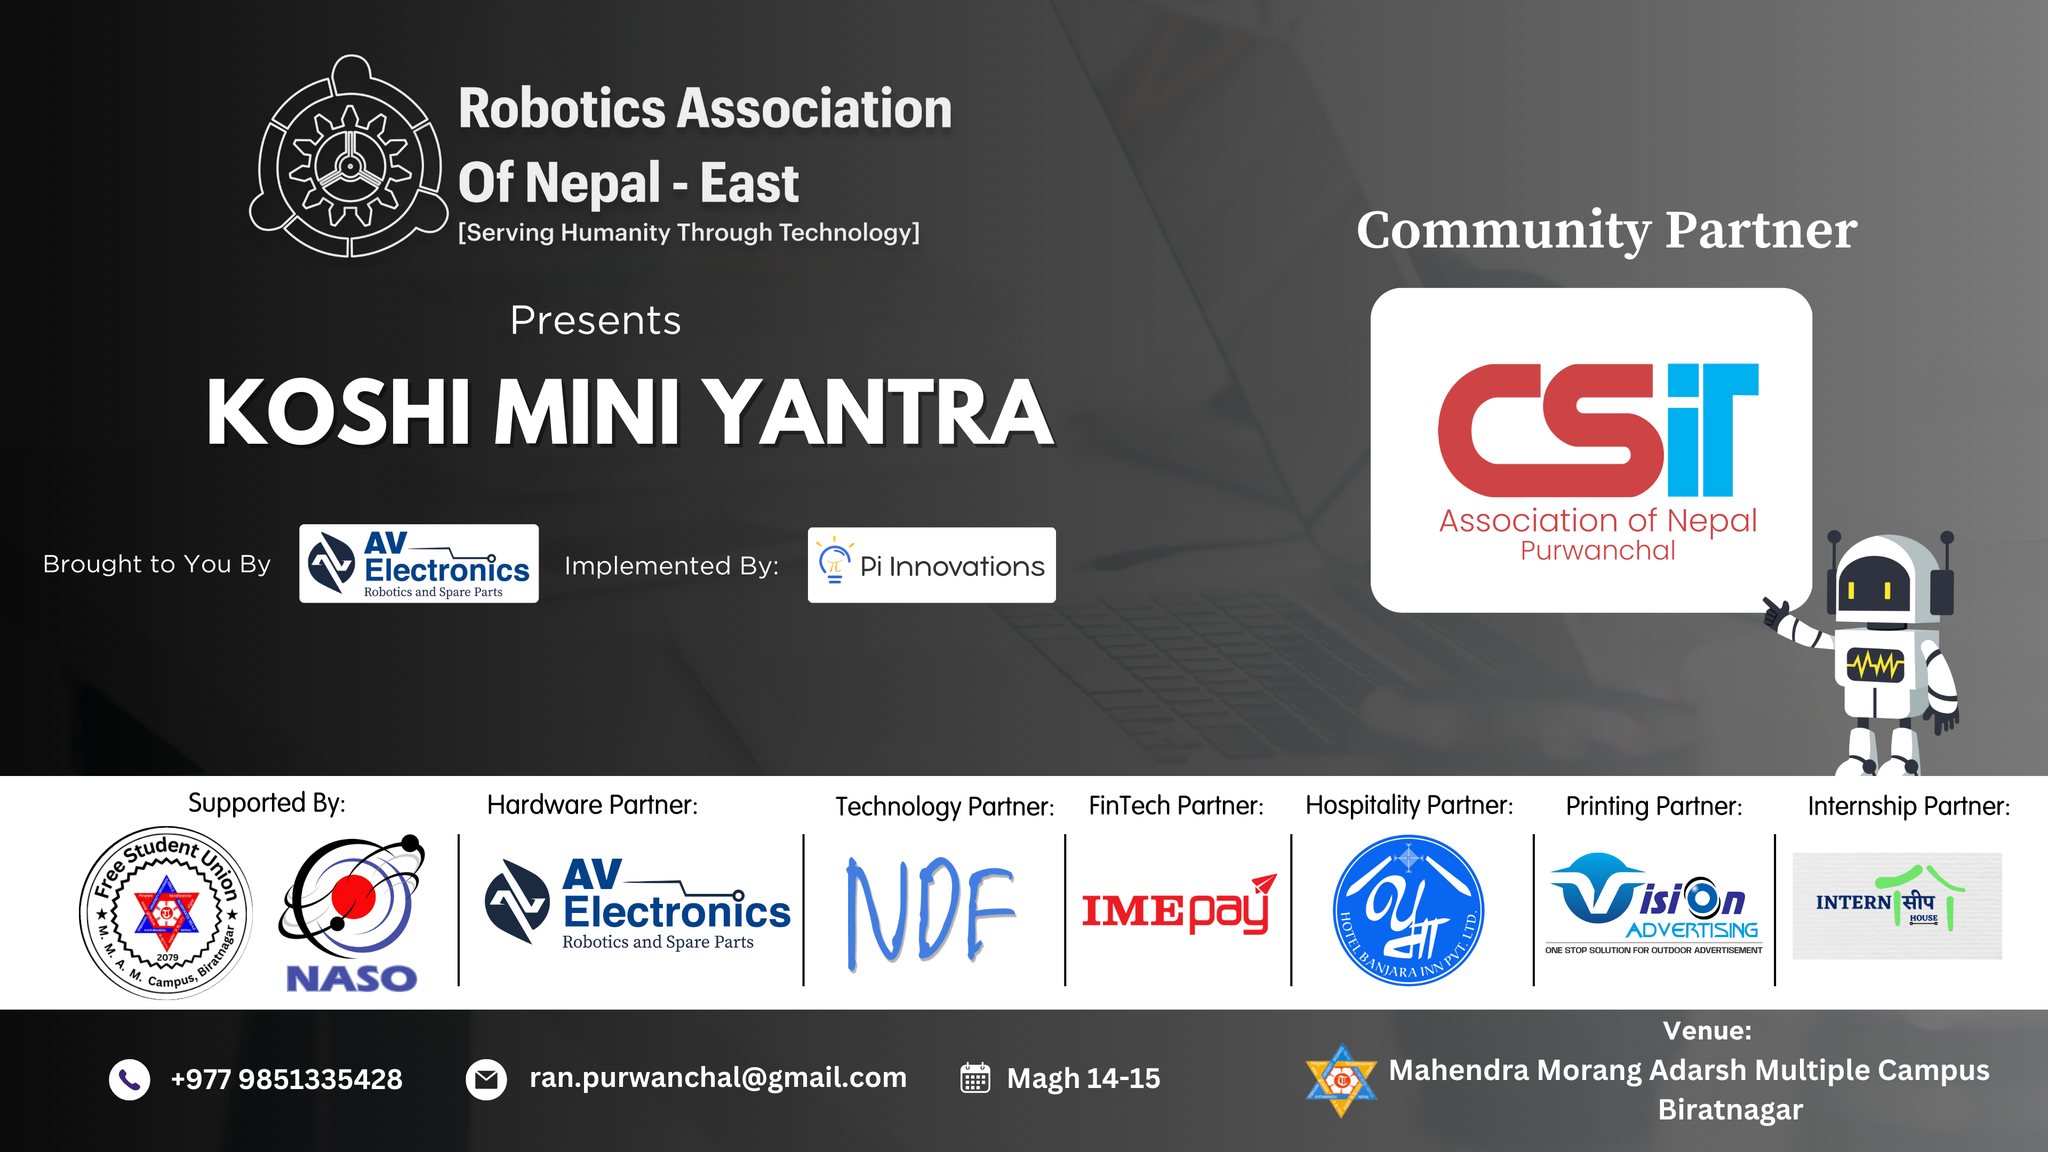 Robotics Association
Of Nepal - East
[Serving Humanity Through Technology]
Presents
KOSHI MINI YANTRA
Brought to You By
AV
Electronics
Robotics and Spare Parts
Implemented By:
Pi Innovations
Community Partner
CSiT
Association of Nepal
Purwanchal
Supported By:
Free Student Union
2079
M. M. A. M. Campus, Biratnagar
NASO
Hardware Partner:
AV
Electronics
Robotics and Spare Parts
Technology Partner:
NDF
FinTech Partner:
IME pay
Hospitality Partner:
HOTEL BANJARA INN PVT. LTD.
Printing Partner:
Vision
ADVERTISING
ONE STOP SOLUTION FOR OUTDOOR ADVERTISEMENT
Internship Partner:
INTERN सीप
HOUSE
+977 9851335428
ran.purwanchal@gmail.com
Magh 14-15
Venue:
Mahendra Morang Adarsh Multiple Campus
Biratnagar